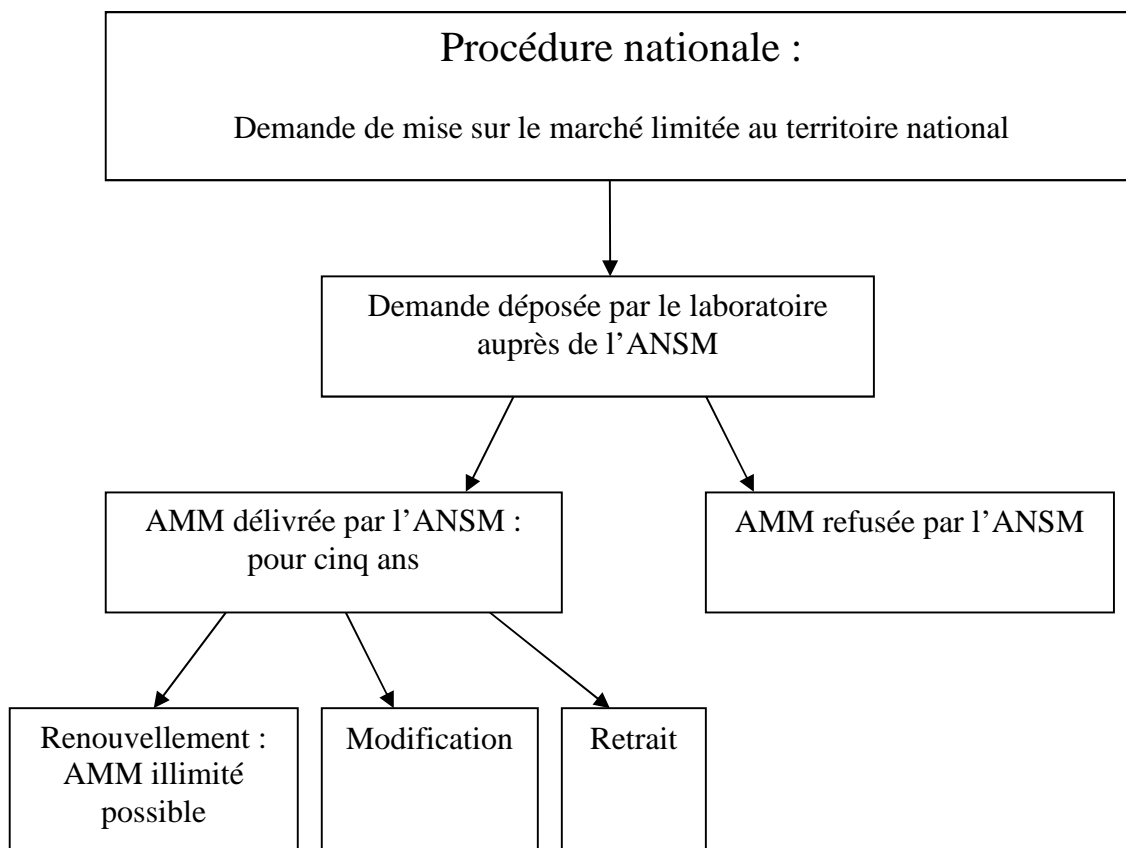 Procédure nationale :
Demande de mise sur le marché limitée au territoire national
Demande déposée par le laboratoire
auprès de l’ANSM
AMM délivrée par l’ANSM :
pour cinq ans
AMM refusée par l’ANSM
Renouvellement :
AMM illimité
possible
Modification
Retrait